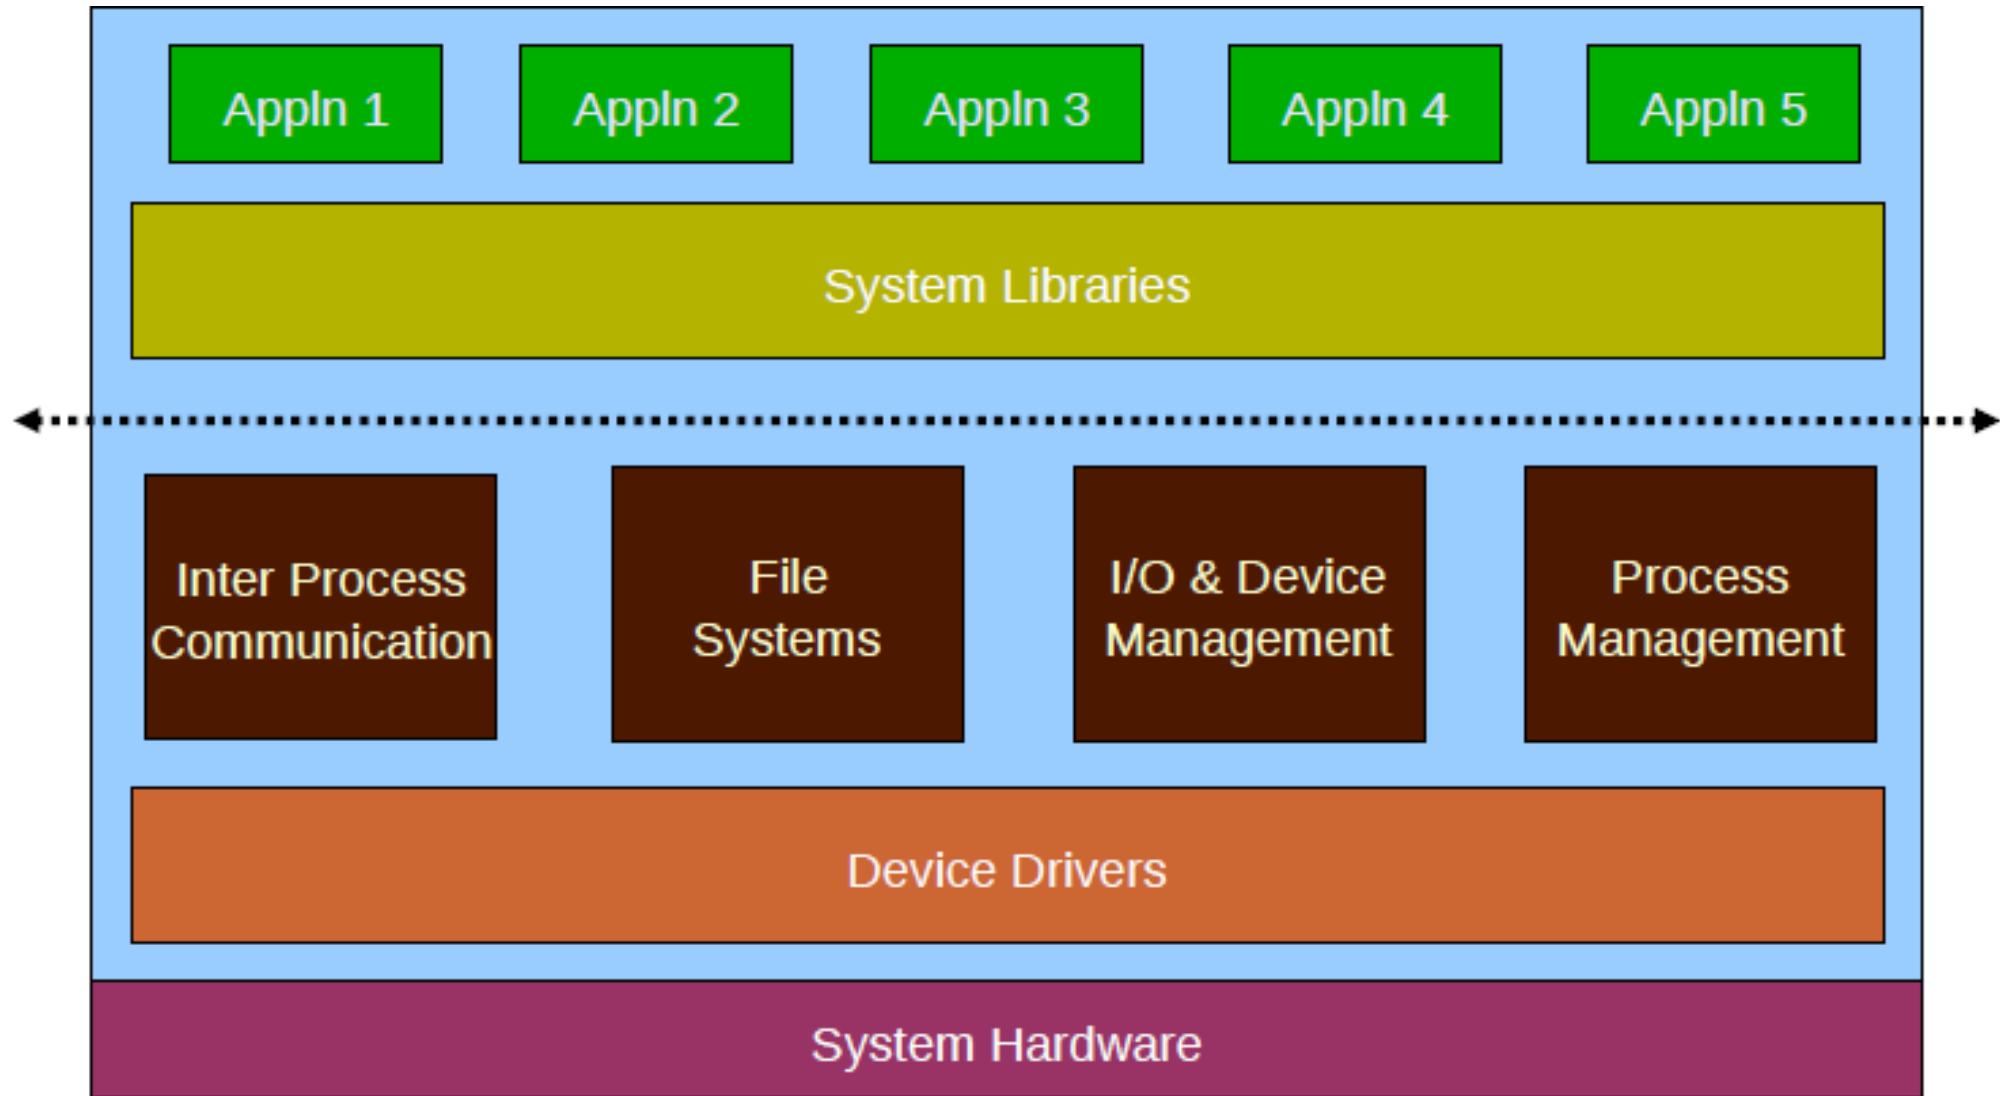 Appln 1
Appln 2
Appln 3
Appln 4
Appln 5
System Libraries
Inter Process
Communication
File
Systems
I/O & Device
Management
Process
Management
Device Drivers
System Hardware